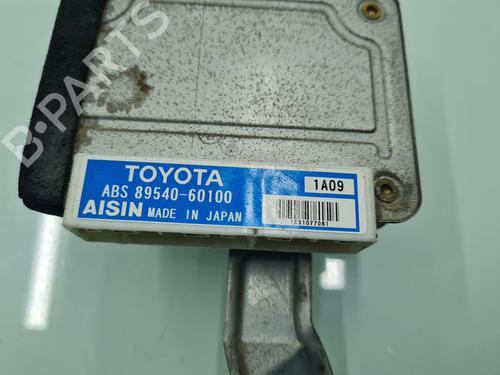 B-PARTS
TOYOTA
ABS 89540-60100
AISIN MADE IN JAPAN
1A09